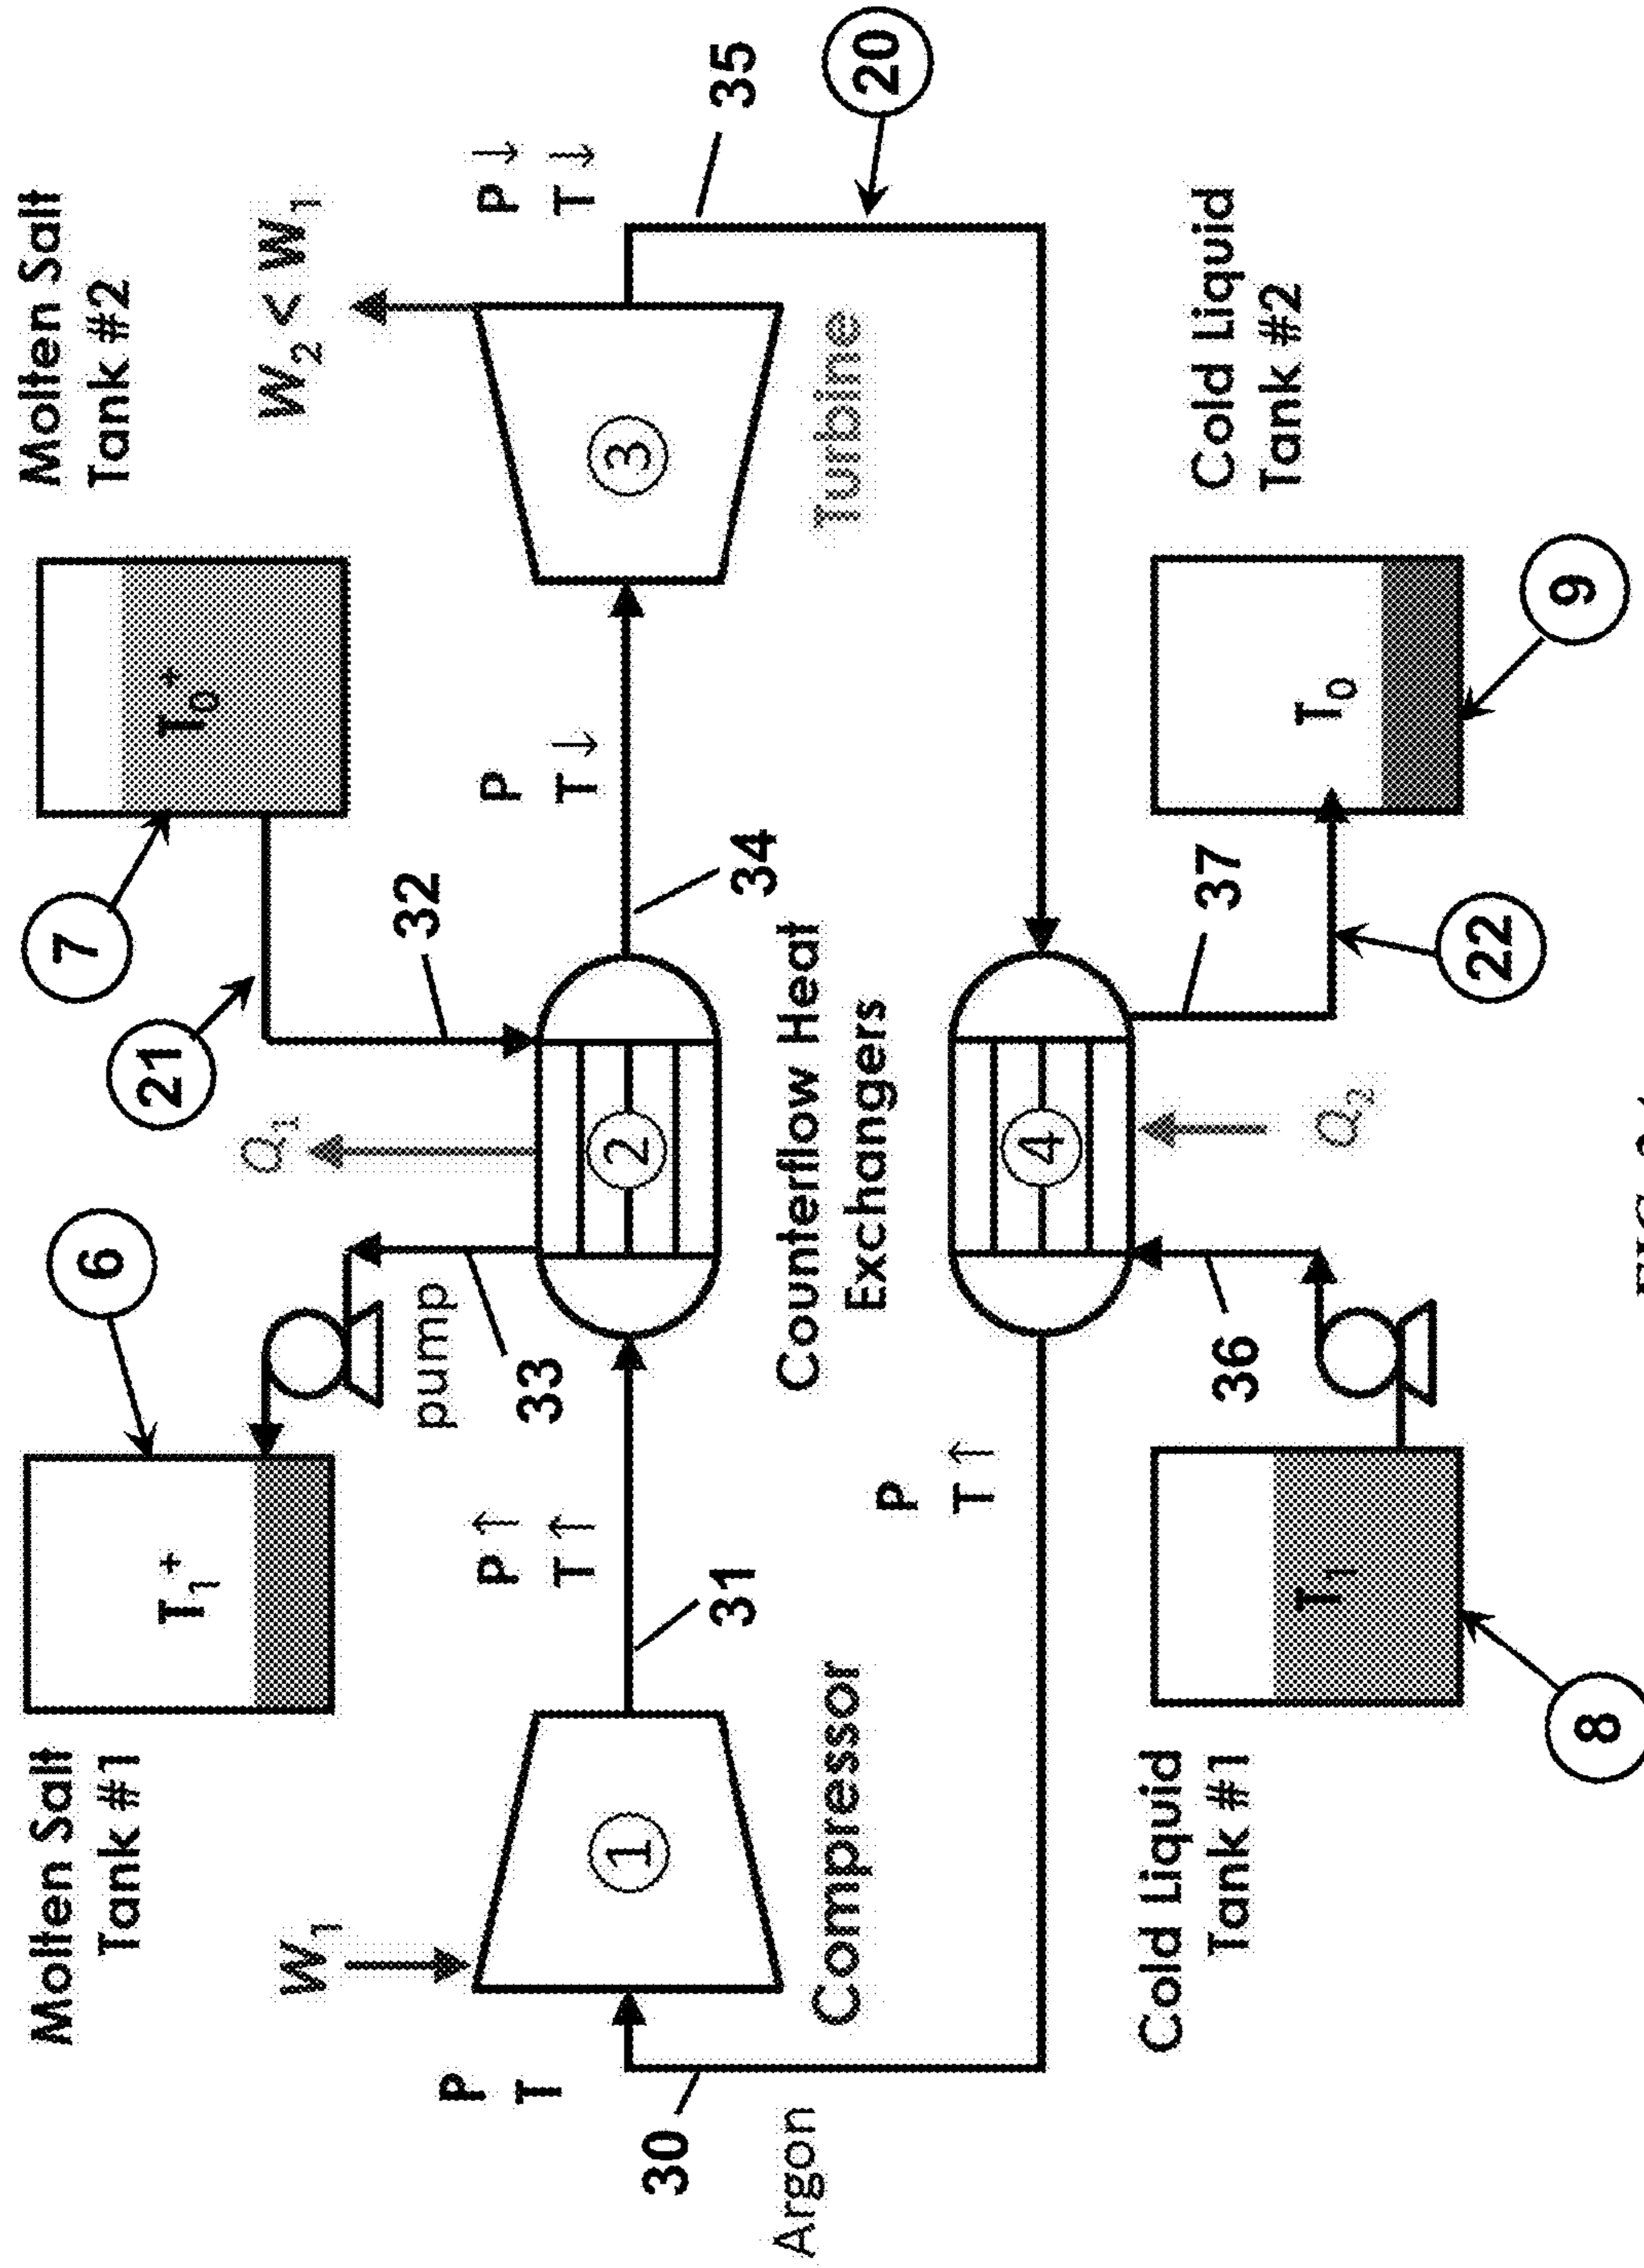 Molten Salt
Tank #1
6
T1+
pump
33
Q1
21
7
32
Molten Salt
Tank #2
T0+
W1
W2 < W1
P
T
30
Argon
1
Compressor
P↑
T↑
31
2
Counterflow Heat
Exchangers
P
T↓
34
3
Turbine
P↓
T↓
35
20
P
T↑
4
Cold Liquid
Tank #1
T1
8
36
37
22
Cold Liquid
Tank #2
T0
9